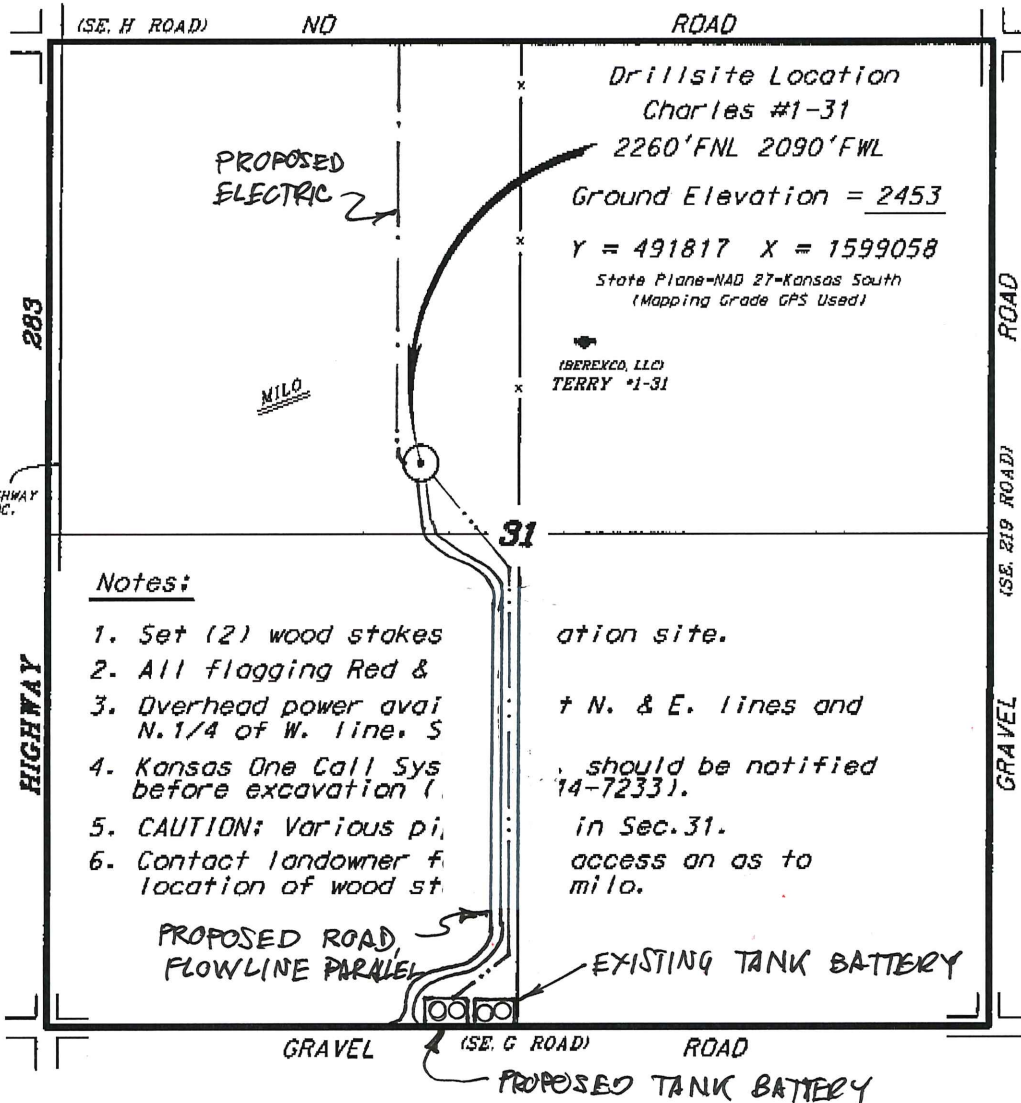 (SE. H ROAD) NO ROAD
Drillsite Location
Charles #1-31
2260'FNL 2090'FWL
PROPOSED
ELECTRIC
Ground Elevation = 2453
Y = 491817 X = 1599058
State Plane-NAD 27-Kansas South
(Mapping Grade GPS Used)
283
ROAD
(BEREXCO, LLC)
TERRY #1-31
MILO
(SE. 219 ROAD)
31
Notes:
1. Set (2) wood stakes ation site.
2. All flagging Red &
3. Overhead power avai t N. & E. lines and
N.1/4 of W. line. S
4. Kansas One Call Sys , should be notified
before excavation ( 14-7233).
5. CAUTION: Various pi in Sec.31.
6. Contact landowner f access an as to
location of wood st milo.
HIGHWAY
GRAVEL
PROPOSED ROAD,
FLOWLINE PARALLEL
EXISTING TANK BATTERY
GRAVEL (SE. G ROAD) ROAD
PROPOSED TANK BATTERY